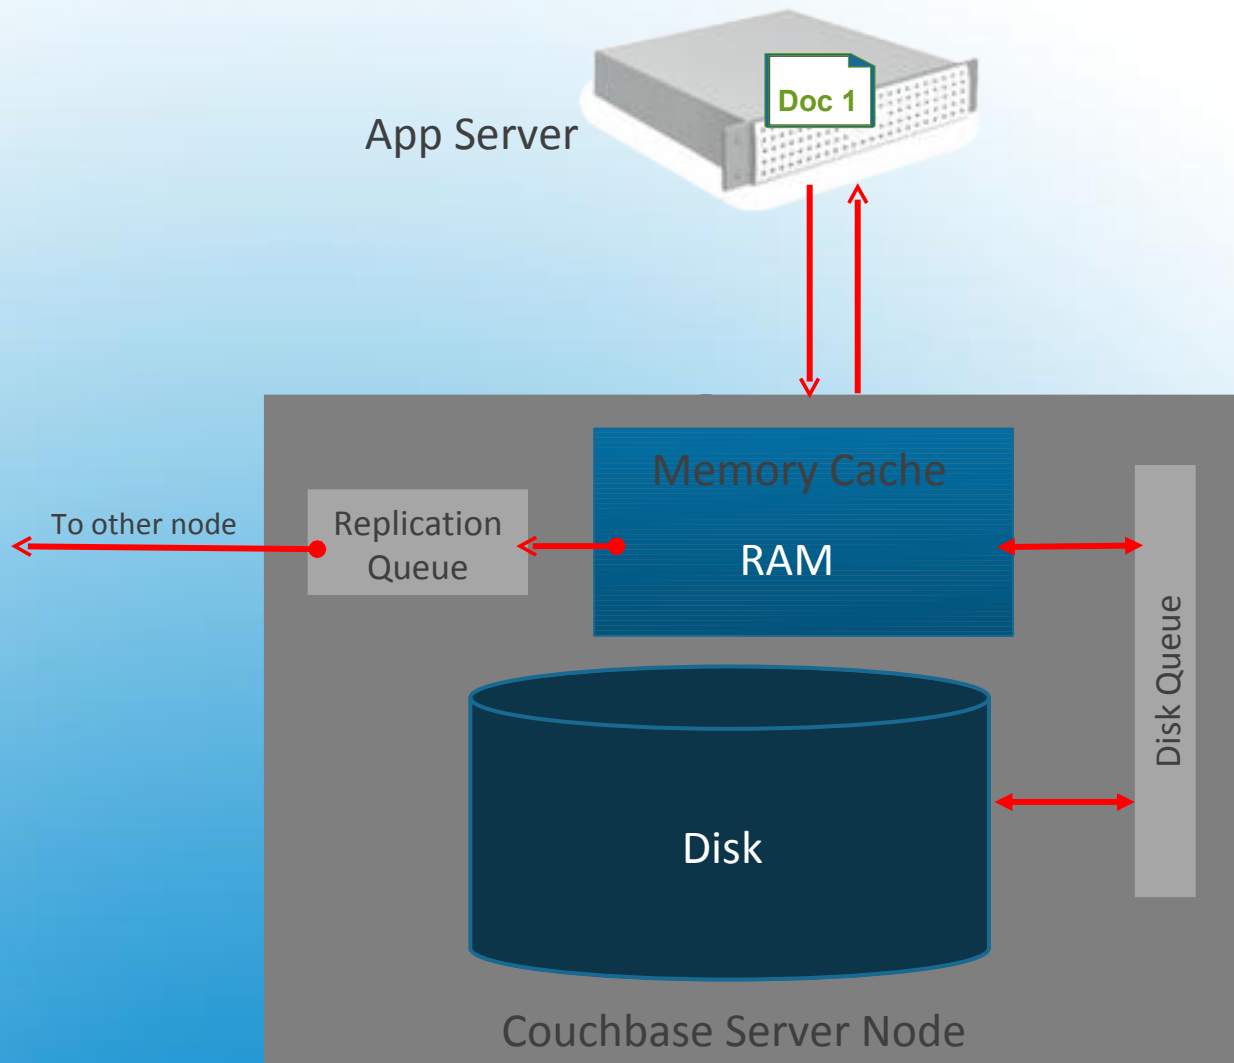 Doc 1
App Server
Memory Cache
To other node
Replication
Queue
RAM
Disk Queue
Disk
Couchbase Server Node